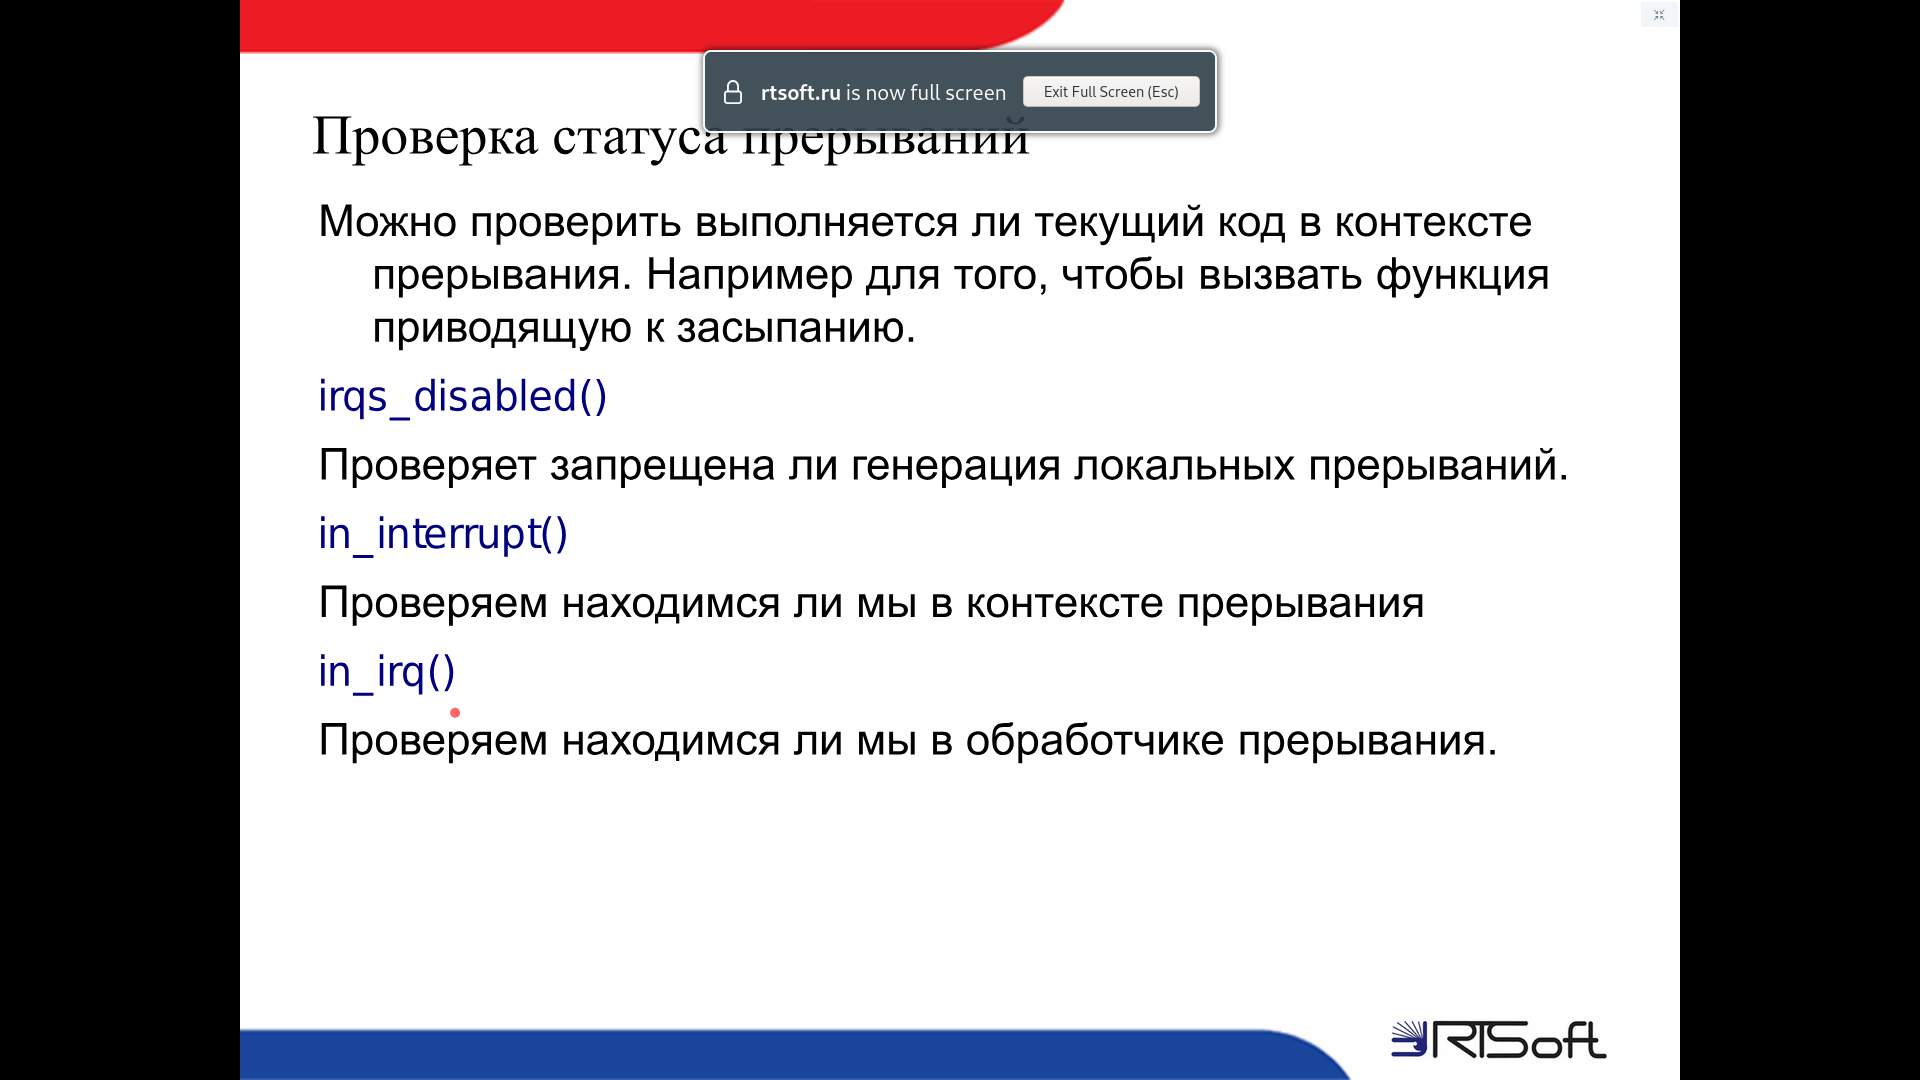 rtsoft.ru is now full screen
Exit Full Screen (Esc)
Проверка статуса прерываний
Можно проверить выполняется ли текущий код в контексте
прерывания. Например для того, чтобы вызвать функция
приводящую к засыпанию.
irqs_disabled()
Проверяет запрещена ли генерация локальных прерываний.
in_interrupt()
Проверяем находимся ли мы в контексте прерывания
in_irq()
Проверяем находимся ли мы в обработчике прерывания.
RTSoft